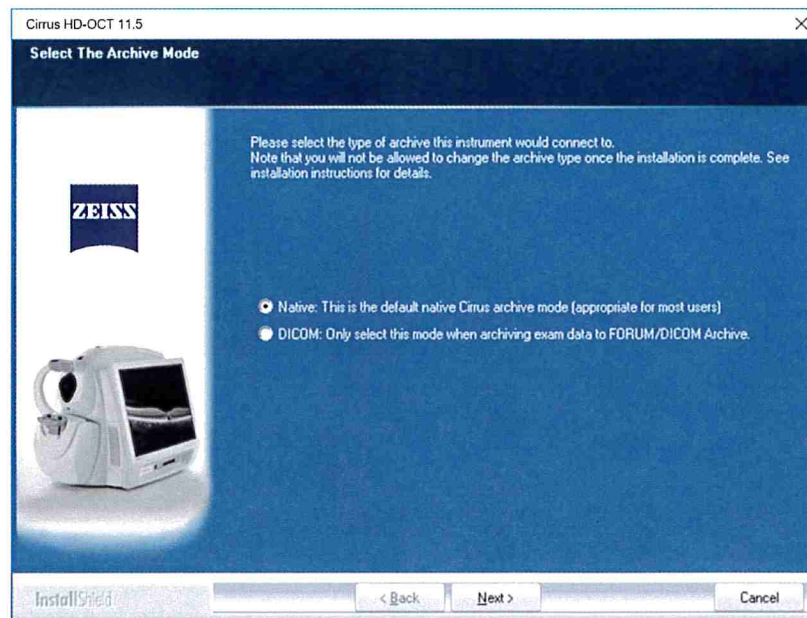 Cirrus HD-OCT 11.5
Select The Archive Mode
Please select the type of archive this instrument would connect to.
Note that you will not be allowed to change the archive type once the installation is complete. See
installation instructions for details.
ZEISS
Native: This is the default native Cirrus archive mode (appropriate for most users)
DICOM: Only select this mode when archiving exam data to FORUM/DICOM Archive.
InstallShield
< Back
Next >
Cancel